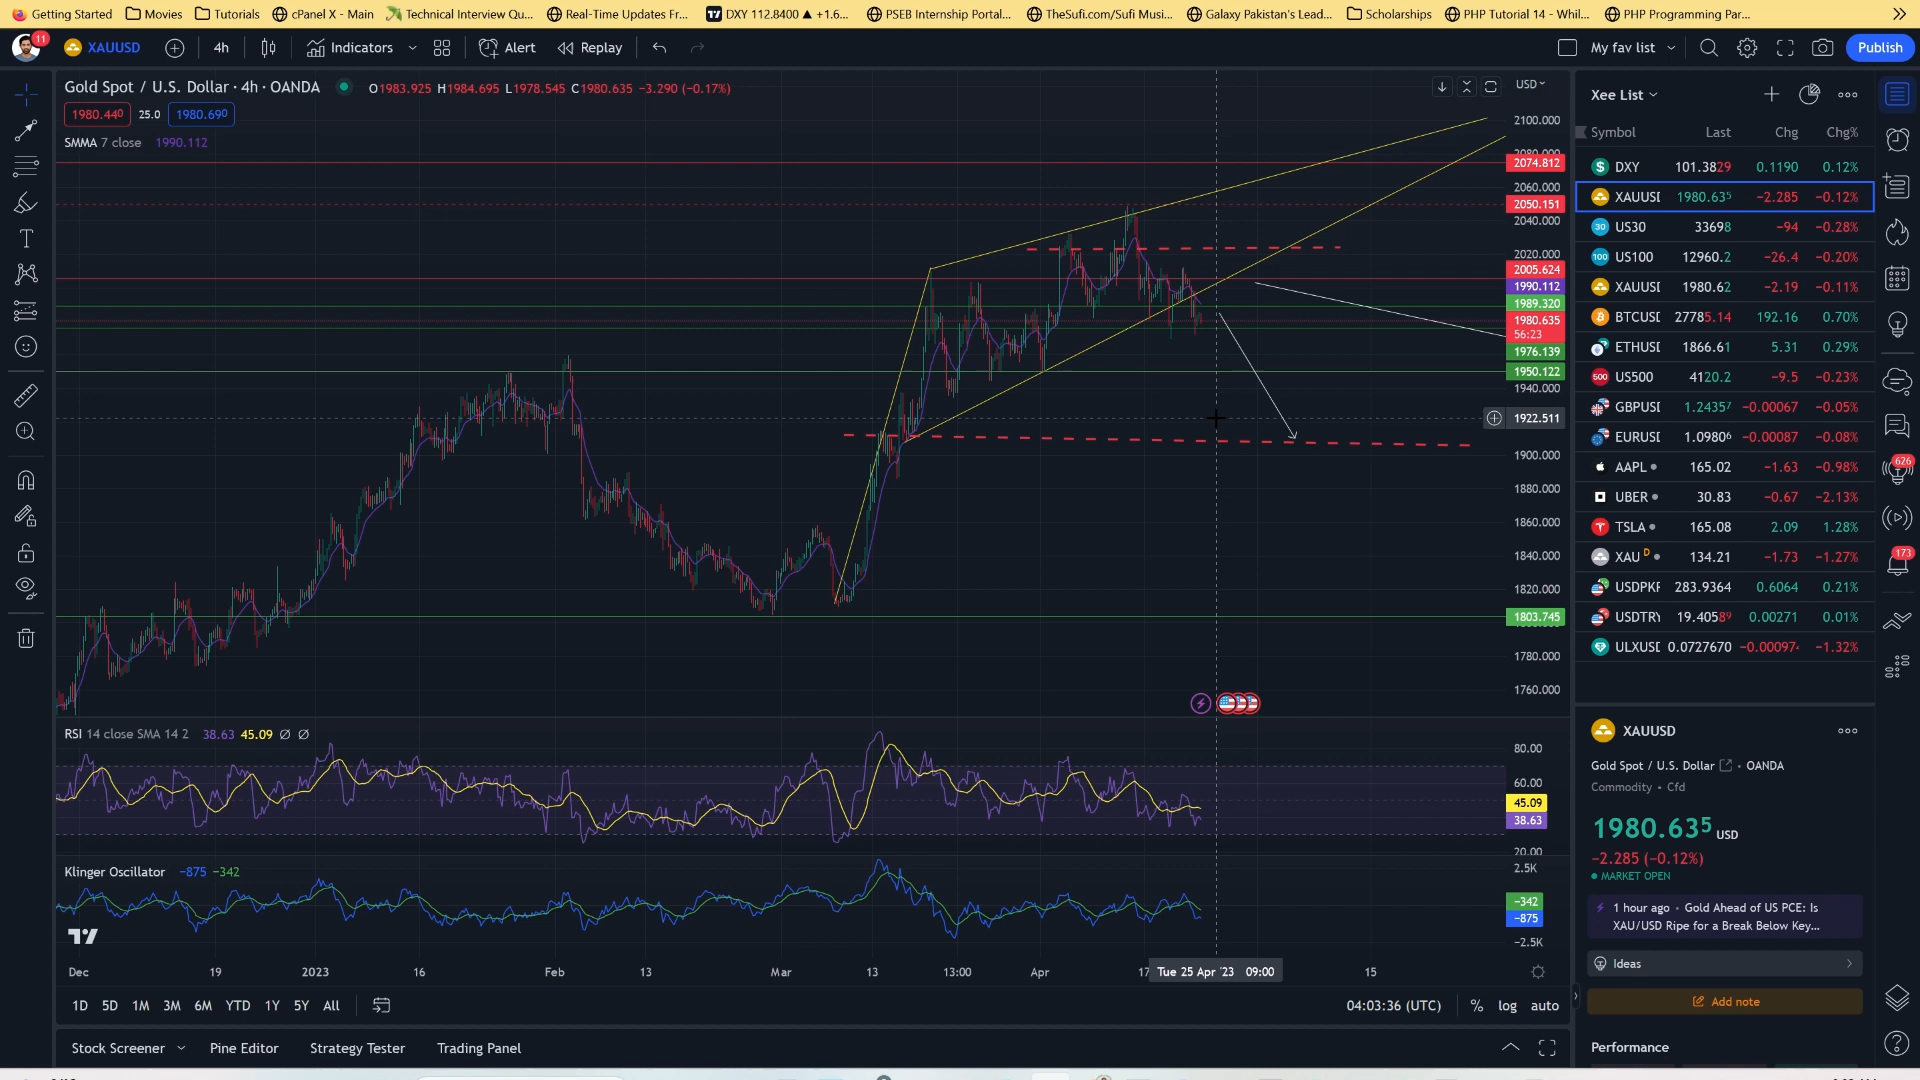 Getting Started Movies Tutorials cPanel X - Main Technical Interview Qu... Real-Time Updates Fr... DXY 112.8400 ▲ +1.6... PSEB Internship Portal... TheSufi.com/Sufi Musi... Galaxy Pakistan's Lead... Scholarships PHP Tutorial 14 - Whil... PHP Programming Par...
11 XAUUSD 4h Indicators Alert Replay My fav list Publish
Gold Spot / U.S. Dollar · 4h · OANDA O1983.925 H1984.695 L1978.545 C1980.635 −3.290 (−0.17%) USD
1980.440 25.0 1980.690
SMMA 7 close 1990.112
2100.000
2080.000
2074.812
2060.000
2050.151
2040.000
2020.000
2005.624
1990.112
1989.320
1980.635
56:23
1976.139
1950.122
1940.000
1922.511
1900.000
1880.000
1860.000
1840.000
1820.000
1803.745
1780.000
1760.000
RSI 14 close SMA 14 2 38.63 45.09 Ø Ø
80.00
60.00
45.09
38.63
20.00
Klinger Oscillator −875 −342
2.5K
−342
−875
−2.5K
Dec 19 2023 16 Feb 13 Mar 13 13:00 Apr 17 Tue 25 Apr '23 09:00 15
1D 5D 1M 3M 6M YTD 1Y 5Y All 04:03:36 (UTC) % log auto
Stock Screener Pine Editor Strategy Tester Trading Panel
Xee List
Symbol Last Chg Chg%
DXY 101.3829 0.1190 0.12%
XAUUSD 1980.635 −2.285 −0.12%
US30 33698 −94 −0.28%
US100 12960.2 −26.4 −0.20%
XAUUSD 1980.62 −2.19 −0.11%
BTCUSD 27785.14 192.16 0.70%
ETHUSD 1866.61 5.31 0.29%
US500 4120.2 −9.5 −0.23%
GBPUSD 1.24357 −0.00067 −0.05%
EURUSD 1.09806 −0.00087 −0.08%
AAPL 165.02 −1.63 −0.98%
UBER 30.83 −0.67 −2.13%
TSLA 165.08 2.09 1.28%
XAU D 134.21 −1.73 −1.27%
USDPKR 283.9364 0.6064 0.21%
USDTRY 19.40589 0.00271 0.01%
ULXUSD 0.0727670 −0.000974 −1.32%
XAUUSD
Gold Spot / U.S. Dollar • OANDA
Commodity • Cfd
1980.635 USD
−2.285 (−0.12%)
MARKET OPEN
1 hour ago • Gold Ahead of US PCE: Is
XAU/USD Ripe for a Break Below Key...
Ideas
Add note
Performance
626
173